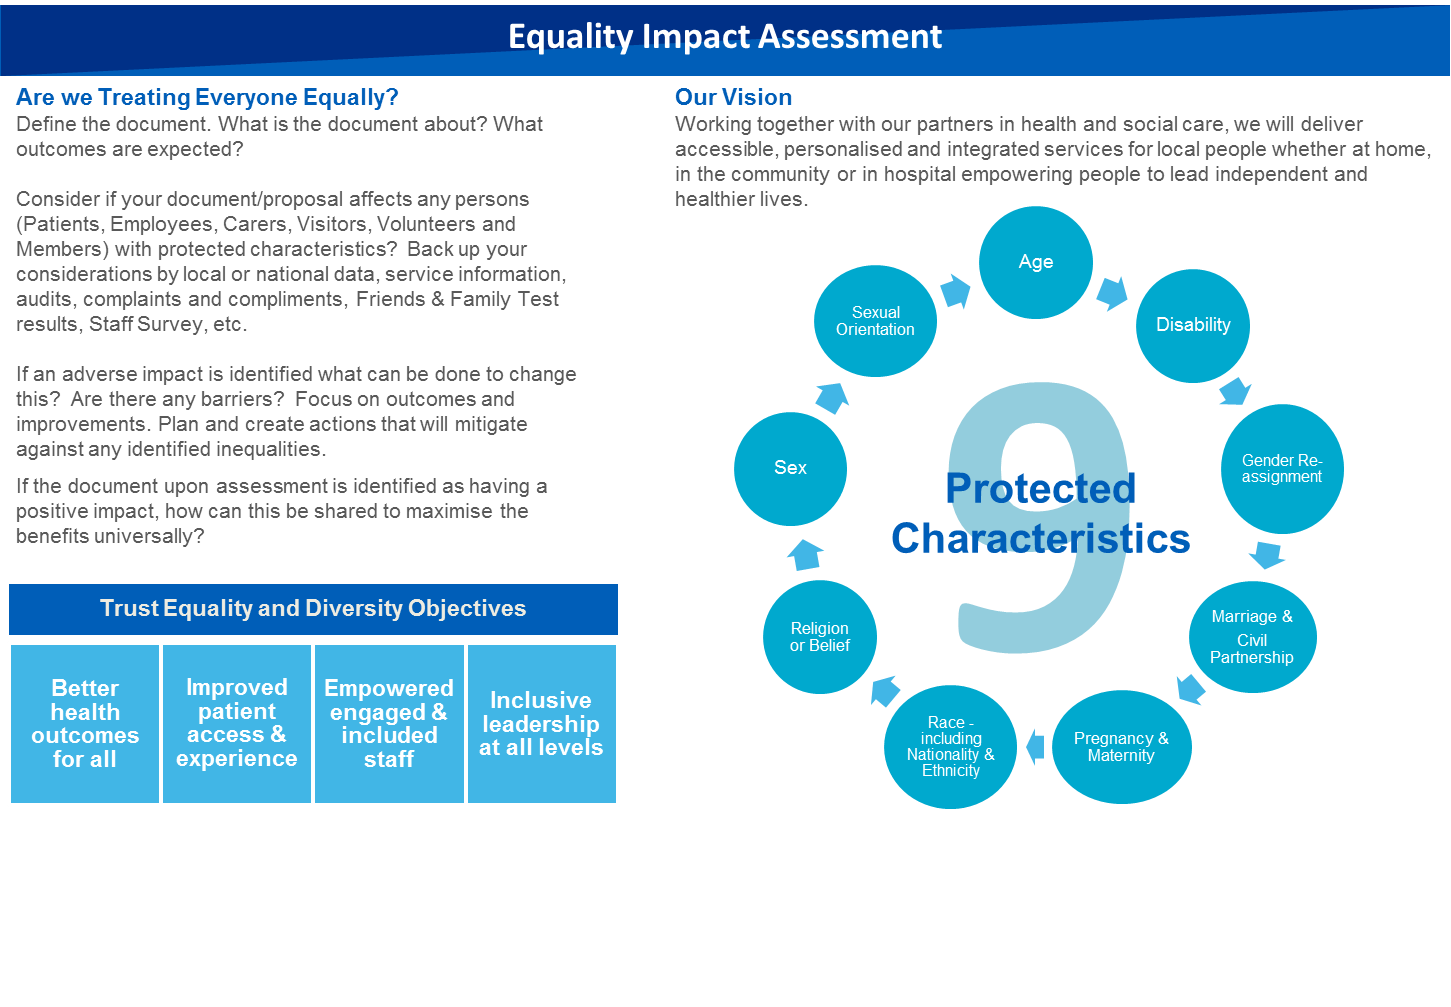 Equality Impact Assessment
Are we Treating Everyone Equally?
Define the document. What is the document about? What
outcomes are expected?
Consider if your document/proposal affects any persons
(Patients, Employees, Carers, Visitors, Volunteers and
Members) with protected characteristics? Back up your
considerations by local or national data, service information,
audits, complaints and compliments, Friends & Family Test
results, Staff Survey, etc.
If an adverse impact is identified what can be done to change
this? Are there any barriers? Focus on outcomes and
improvements. Plan and create actions that will mitigate
against any identified inequalities.
If the document upon assessment is identified as having a
positive impact, how can this be shared to maximise the
benefits universally?
Trust Equality and Diversity Objectives
Better
health
outcomes
for all
Improved
patient
access &
experience
Empowered
engaged &
included
staff
Inclusive
leadership
at all levels
Our Vision
Working together with our partners in health and social care, we will deliver
accessible, personalised and integrated services for local people whether at home,
in the community or in hospital empowering people to lead independent and
healthier lives.
9
Protected
Characteristics
Age
Disability
Gender Re-
assignment
Marriage &
Civil
Partnership
Pregnancy &
Maternity
Race -
including
Nationality &
Ethnicity
Religion
or Belief
Sex
Sexual
Orientation